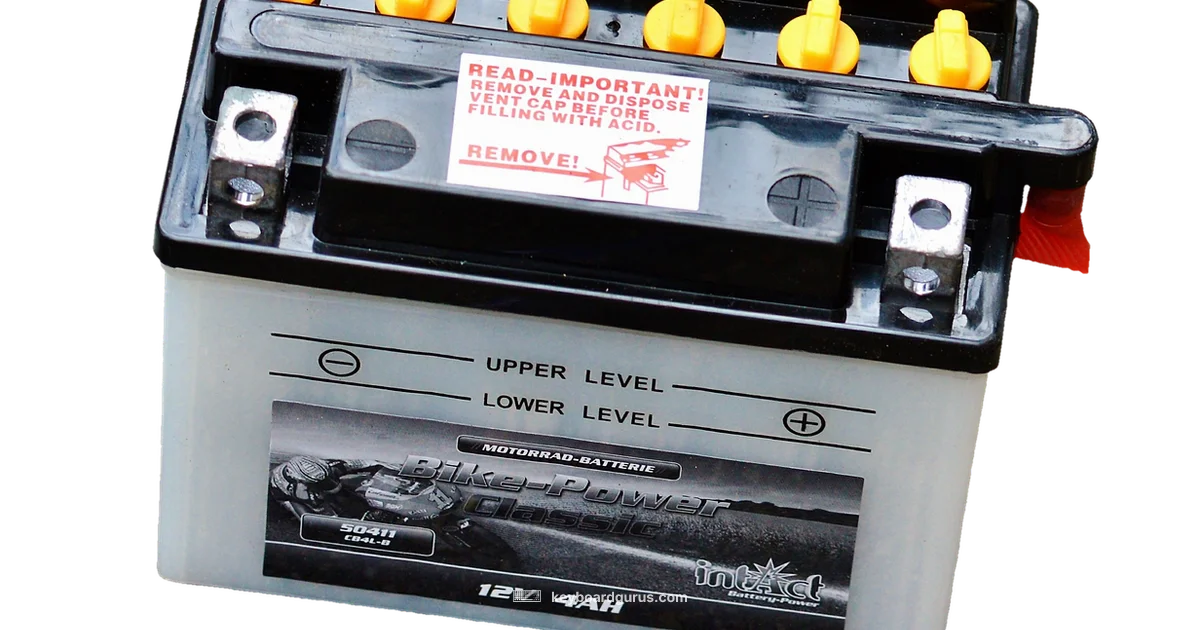 READ-IMPORTANT!
REMOVE AND DISPOSE
VENT CAP BEFORE
FILLING WITH ACID.
REMOVE!
UPPER LEVEL
LOWER LEVEL
MOTORRAD-BATTERIE
Bike-Power
Classic
50411
CB4L-B
intAct
Battery-Power
12 4AH
keyboardgurus.com